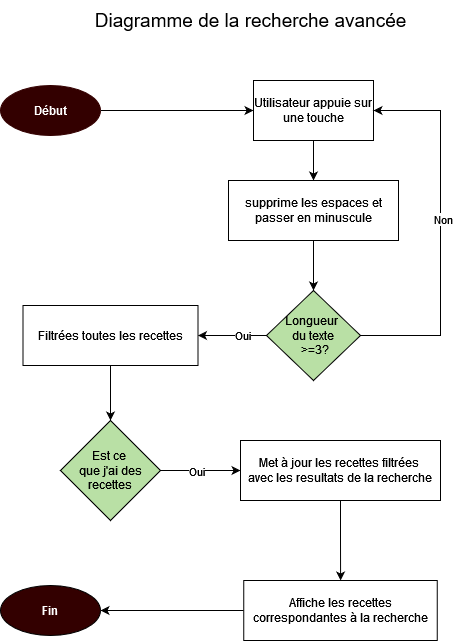 Diagramme de la recherche avancée
Début
Utilisateur appuie sur
une touche
supprime les espaces et
passer en minuscule
Non
Longueur
du texte
>=3?
Oui
Filtrées toutes les recettes
Est ce
que j'ai des
recettes
Oui
Met à jour les recettes filtrées
avec les resultats de la recherche
Affiche les recettes
correspondantes à la recherche
Fin